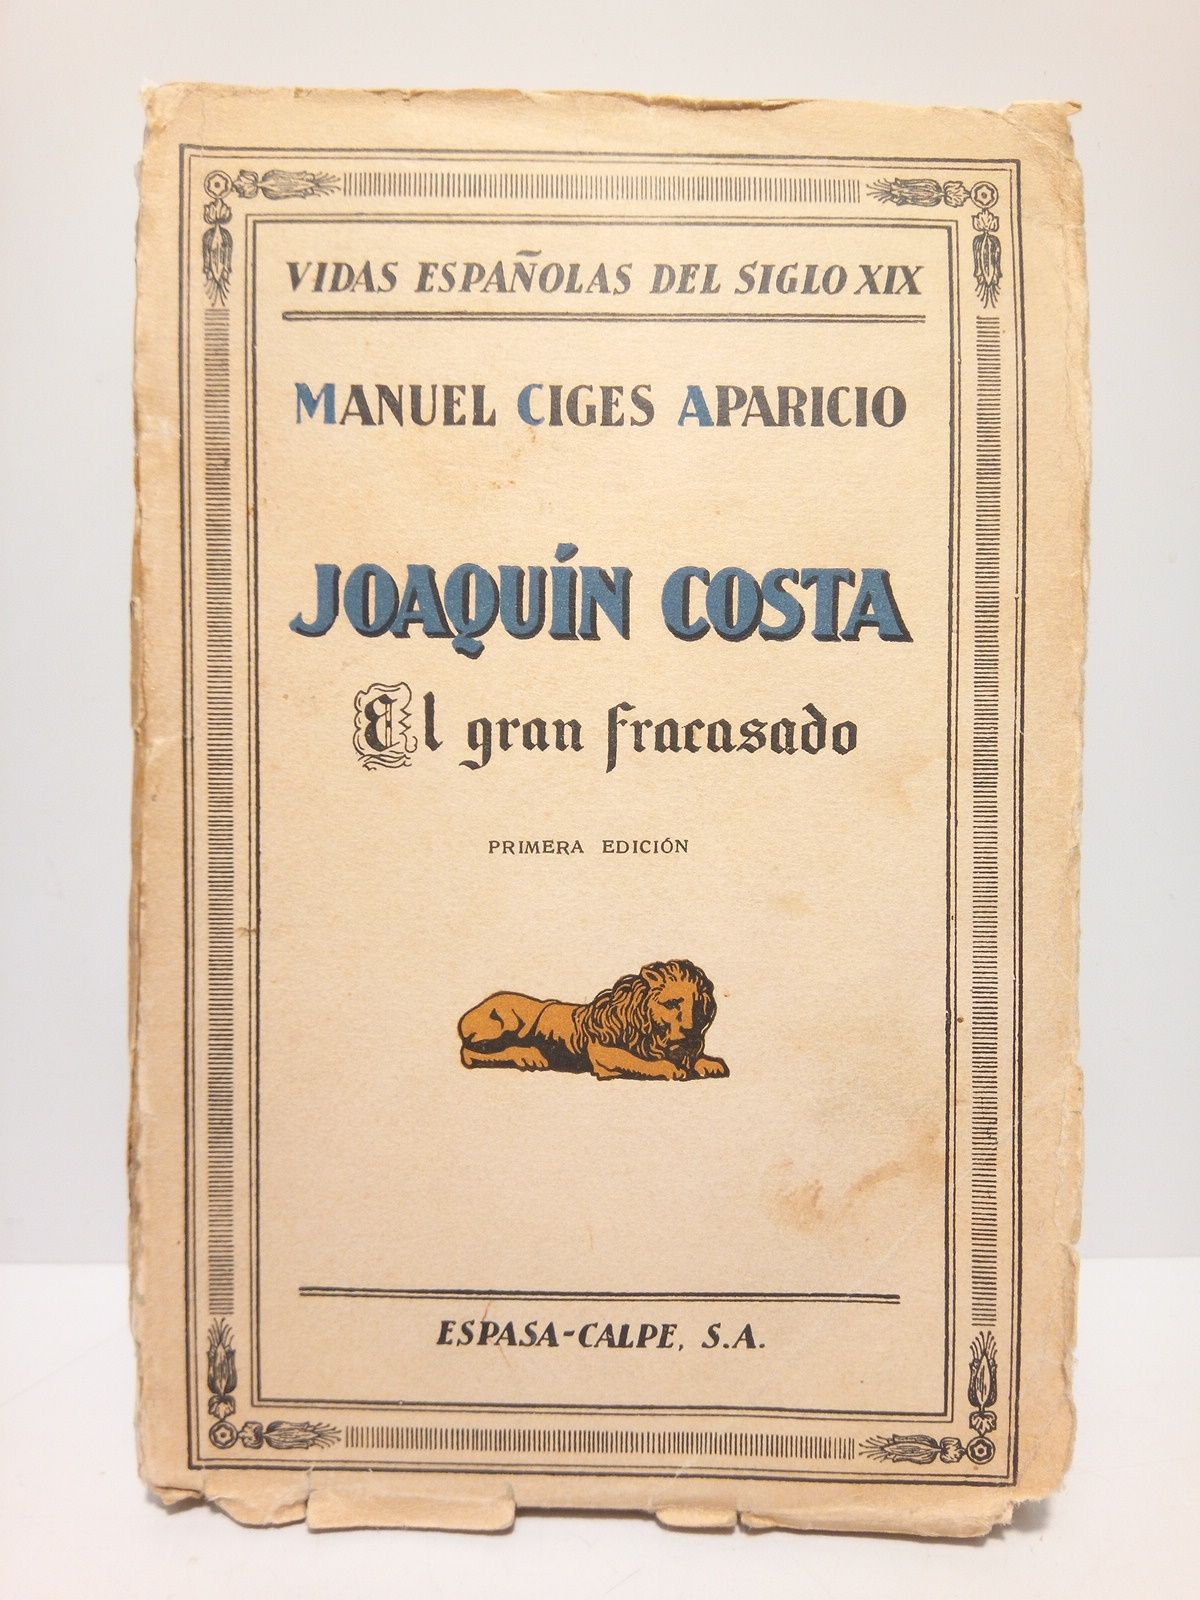 VIDAS ESPAÑOLAS DEL SIGLO XIX
MANUEL CIGES APARICIO
JOAQUÍN COSTA
El gran fracasado
PRIMERA EDICIÓN
ESPASA-CALPE, S.A.